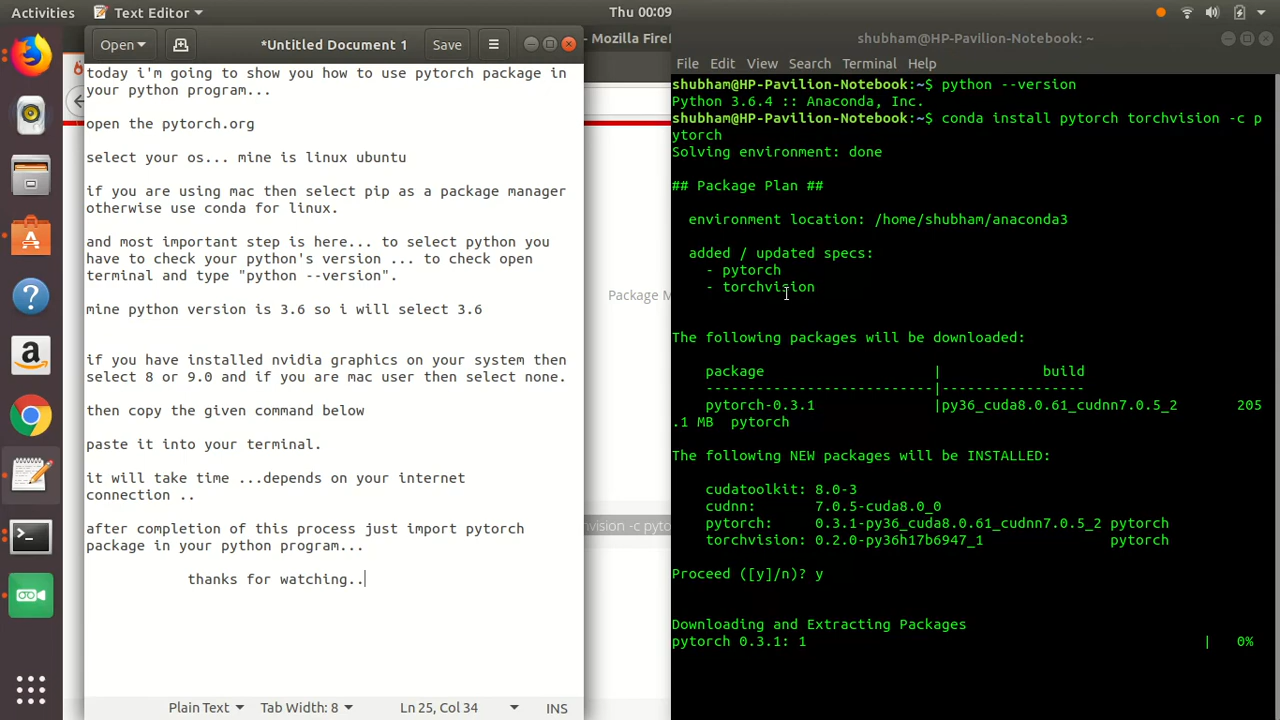 Activities Text Editor Thu 00:09
Open *Untitled Document 1 Save
today i'm going to show you how to use pytorch package in
your python program...
open the pytorch.org
select your os... mine is linux ubuntu
if you are using mac then select pip as a package manager
otherwise use conda for linux.
and most important step is here... to select python you
have to check your python's version ... to check open
terminal and type "python --version".
mine python version is 3.6 so i will select 3.6
if you have installed nvidia graphics on your system then
select 8 or 9.0 and if you are mac user then select none.
then copy the given command below
paste it into your terminal.
it will take time ...depends on your internet
connection ..
after completion of this process just import pytorch
package in your python program...
thanks for watching..
Plain Text Tab Width: 8 Ln 25, Col 34 INS
- Mozilla Firef
Package M
vision -c pyto
shubham@HP-Pavilion-Notebook: ~
File Edit View Search Terminal Help
shubham@HP-Pavilion-Notebook:~$ python --version
Python 3.6.4 :: Anaconda, Inc.
shubham@HP-Pavilion-Notebook:~$ conda install pytorch torchvision -c p
ytorch
Solving environment: done
## Package Plan ##
environment location: /home/shubham/anaconda3
added / updated specs:
- pytorch
- torchvision
The following packages will be downloaded:
package | build
---------------------------|-----------------
pytorch-0.3.1 |py36_cuda8.0.61_cudnn7.0.5_2 205
.1 MB pytorch
The following NEW packages will be INSTALLED:
cudatoolkit: 8.0-3
cudnn: 7.0.5-cuda8.0_0
pytorch: 0.3.1-py36_cuda8.0.61_cudnn7.0.5_2 pytorch
torchvision: 0.2.0-py36h17b6947_1 pytorch
Proceed ([y]/n)? y
Downloading and Extracting Packages
pytorch 0.3.1: 1 | 0%